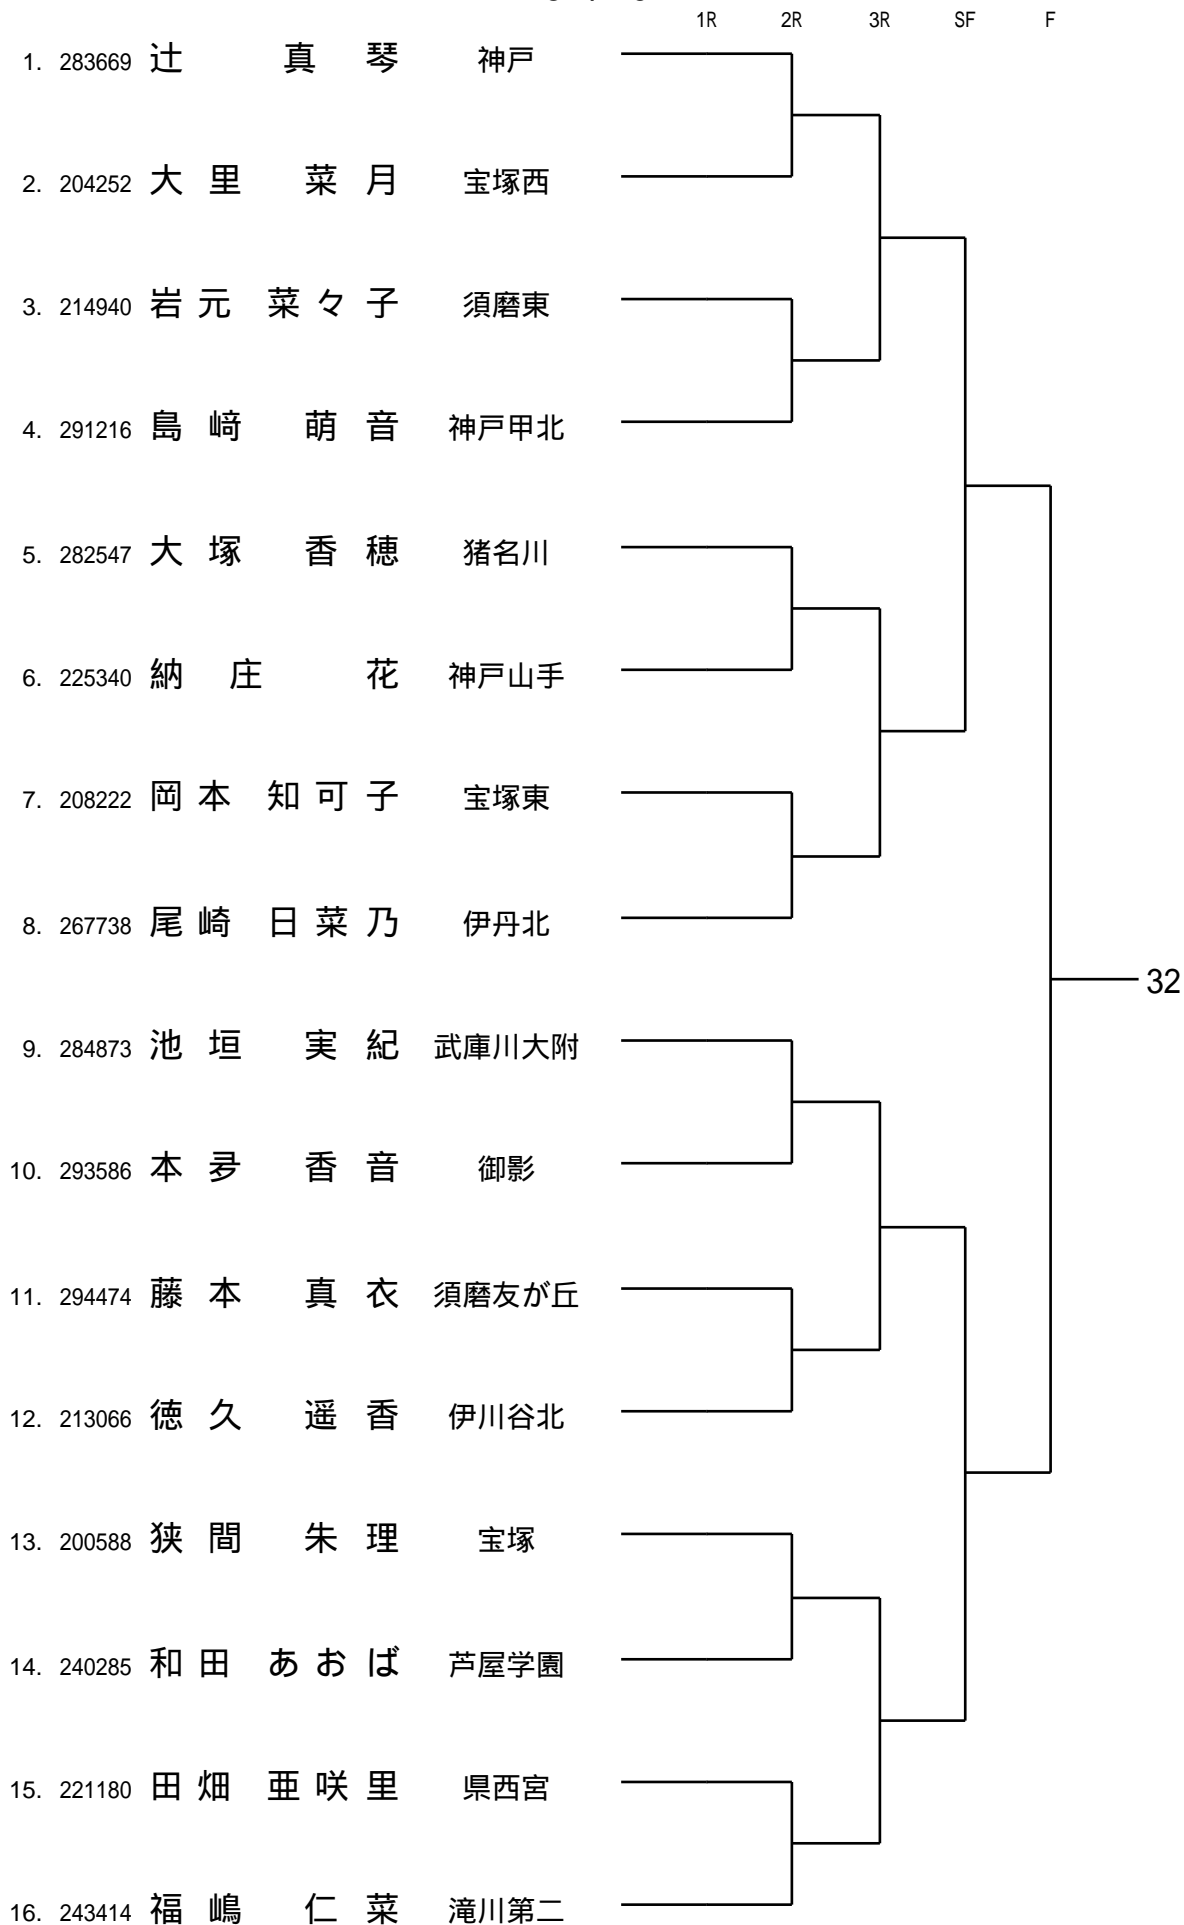 1R 2R 3R SF F
1. 283669 辻 真 琴 神戸
2. 204252 大 里 菜 月 宝塚西
3. 214940 岩 元 菜 々 子 須磨東
4. 291216 島 﨑 萌 音 神戸甲北
5. 282547 大 塚 香 穂 猪名川
6. 225340 納 庄 花 神戸山手
7. 208222 岡 本 知 可 子 宝塚東
8. 267738 尾 崎 日 菜 乃 伊丹北
32
9. 284873 池 垣 実 紀 武庫川大附
10. 293586 本 夛 香 音 御影
11. 294474 藤 本 真 衣 須磨友が丘
12. 213066 徳 久 遥 香 伊川谷北
13. 200588 狭 間 朱 理 宝塚
14. 240285 和 田 あ お ば 芦屋学園
15. 221180 田 畑 亜 咲 里 県西宮
16. 243414 福 嶋 仁 菜 滝川第二